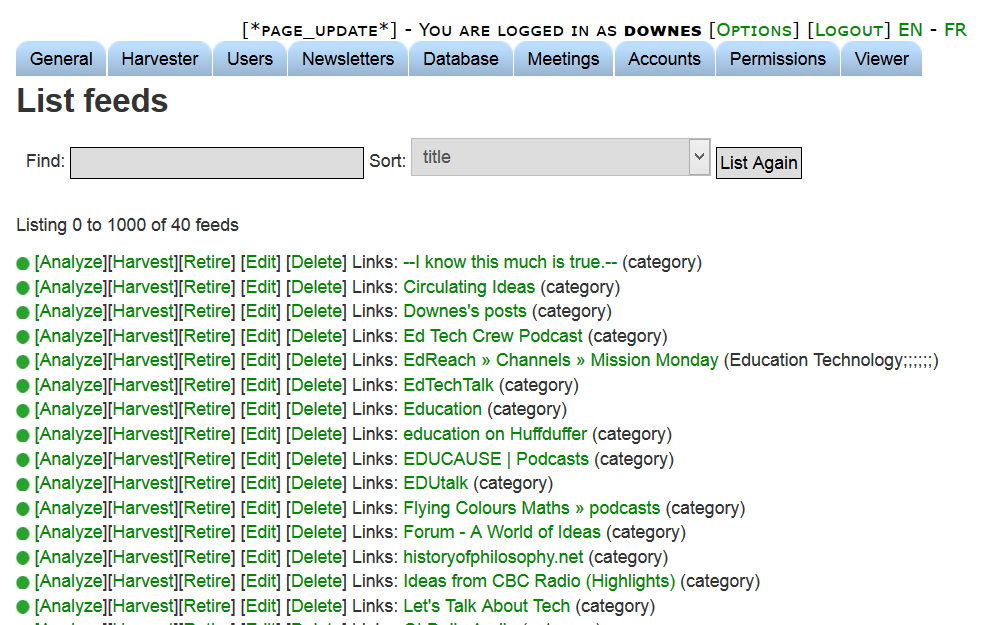 [*PAGE_UPDATE*] - YOU ARE LOGGED IN AS DOWNES [OPTIONS] [LOGOUT] EN - FR
General Harvester Users Newsletters Database Meetings Accounts Permissions Viewer
List feeds
Find: Sort: title List Again
Listing 0 to 1000 of 40 feeds
[Analyze][Harvest][Retire] [Edit] [Delete] Links: --I know this much is true.-- (category)
[Analyze][Harvest][Retire] [Edit] [Delete] Links: Circulating Ideas (category)
[Analyze][Harvest][Retire] [Edit] [Delete] Links: Downes's posts (category)
[Analyze][Harvest][Retire] [Edit] [Delete] Links: Ed Tech Crew Podcast (category)
[Analyze][Harvest][Retire] [Edit] [Delete] Links: EdReach » Channels » Mission Monday (Education Technology;;;;;;)
[Analyze][Harvest][Retire] [Edit] [Delete] Links: EdTechTalk (category)
[Analyze][Harvest][Retire] [Edit] [Delete] Links: Education (category)
[Analyze][Harvest][Retire] [Edit] [Delete] Links: education on Huffduffer (category)
[Analyze][Harvest][Retire] [Edit] [Delete] Links: EDUCAUSE | Podcasts (category)
[Analyze][Harvest][Retire] [Edit] [Delete] Links: EDUtalk (category)
[Analyze][Harvest][Retire] [Edit] [Delete] Links: Flying Colours Maths » podcasts (category)
[Analyze][Harvest][Retire] [Edit] [Delete] Links: Forum - A World of Ideas (category)
[Analyze][Harvest][Retire] [Edit] [Delete] Links: historyofphilosophy.net (category)
[Analyze][Harvest][Retire] [Edit] [Delete] Links: Ideas from CBC Radio (Highlights) (category)
[Analyze][Harvest][Retire] [Edit] [Delete] Links: Let's Talk About Tech (category)